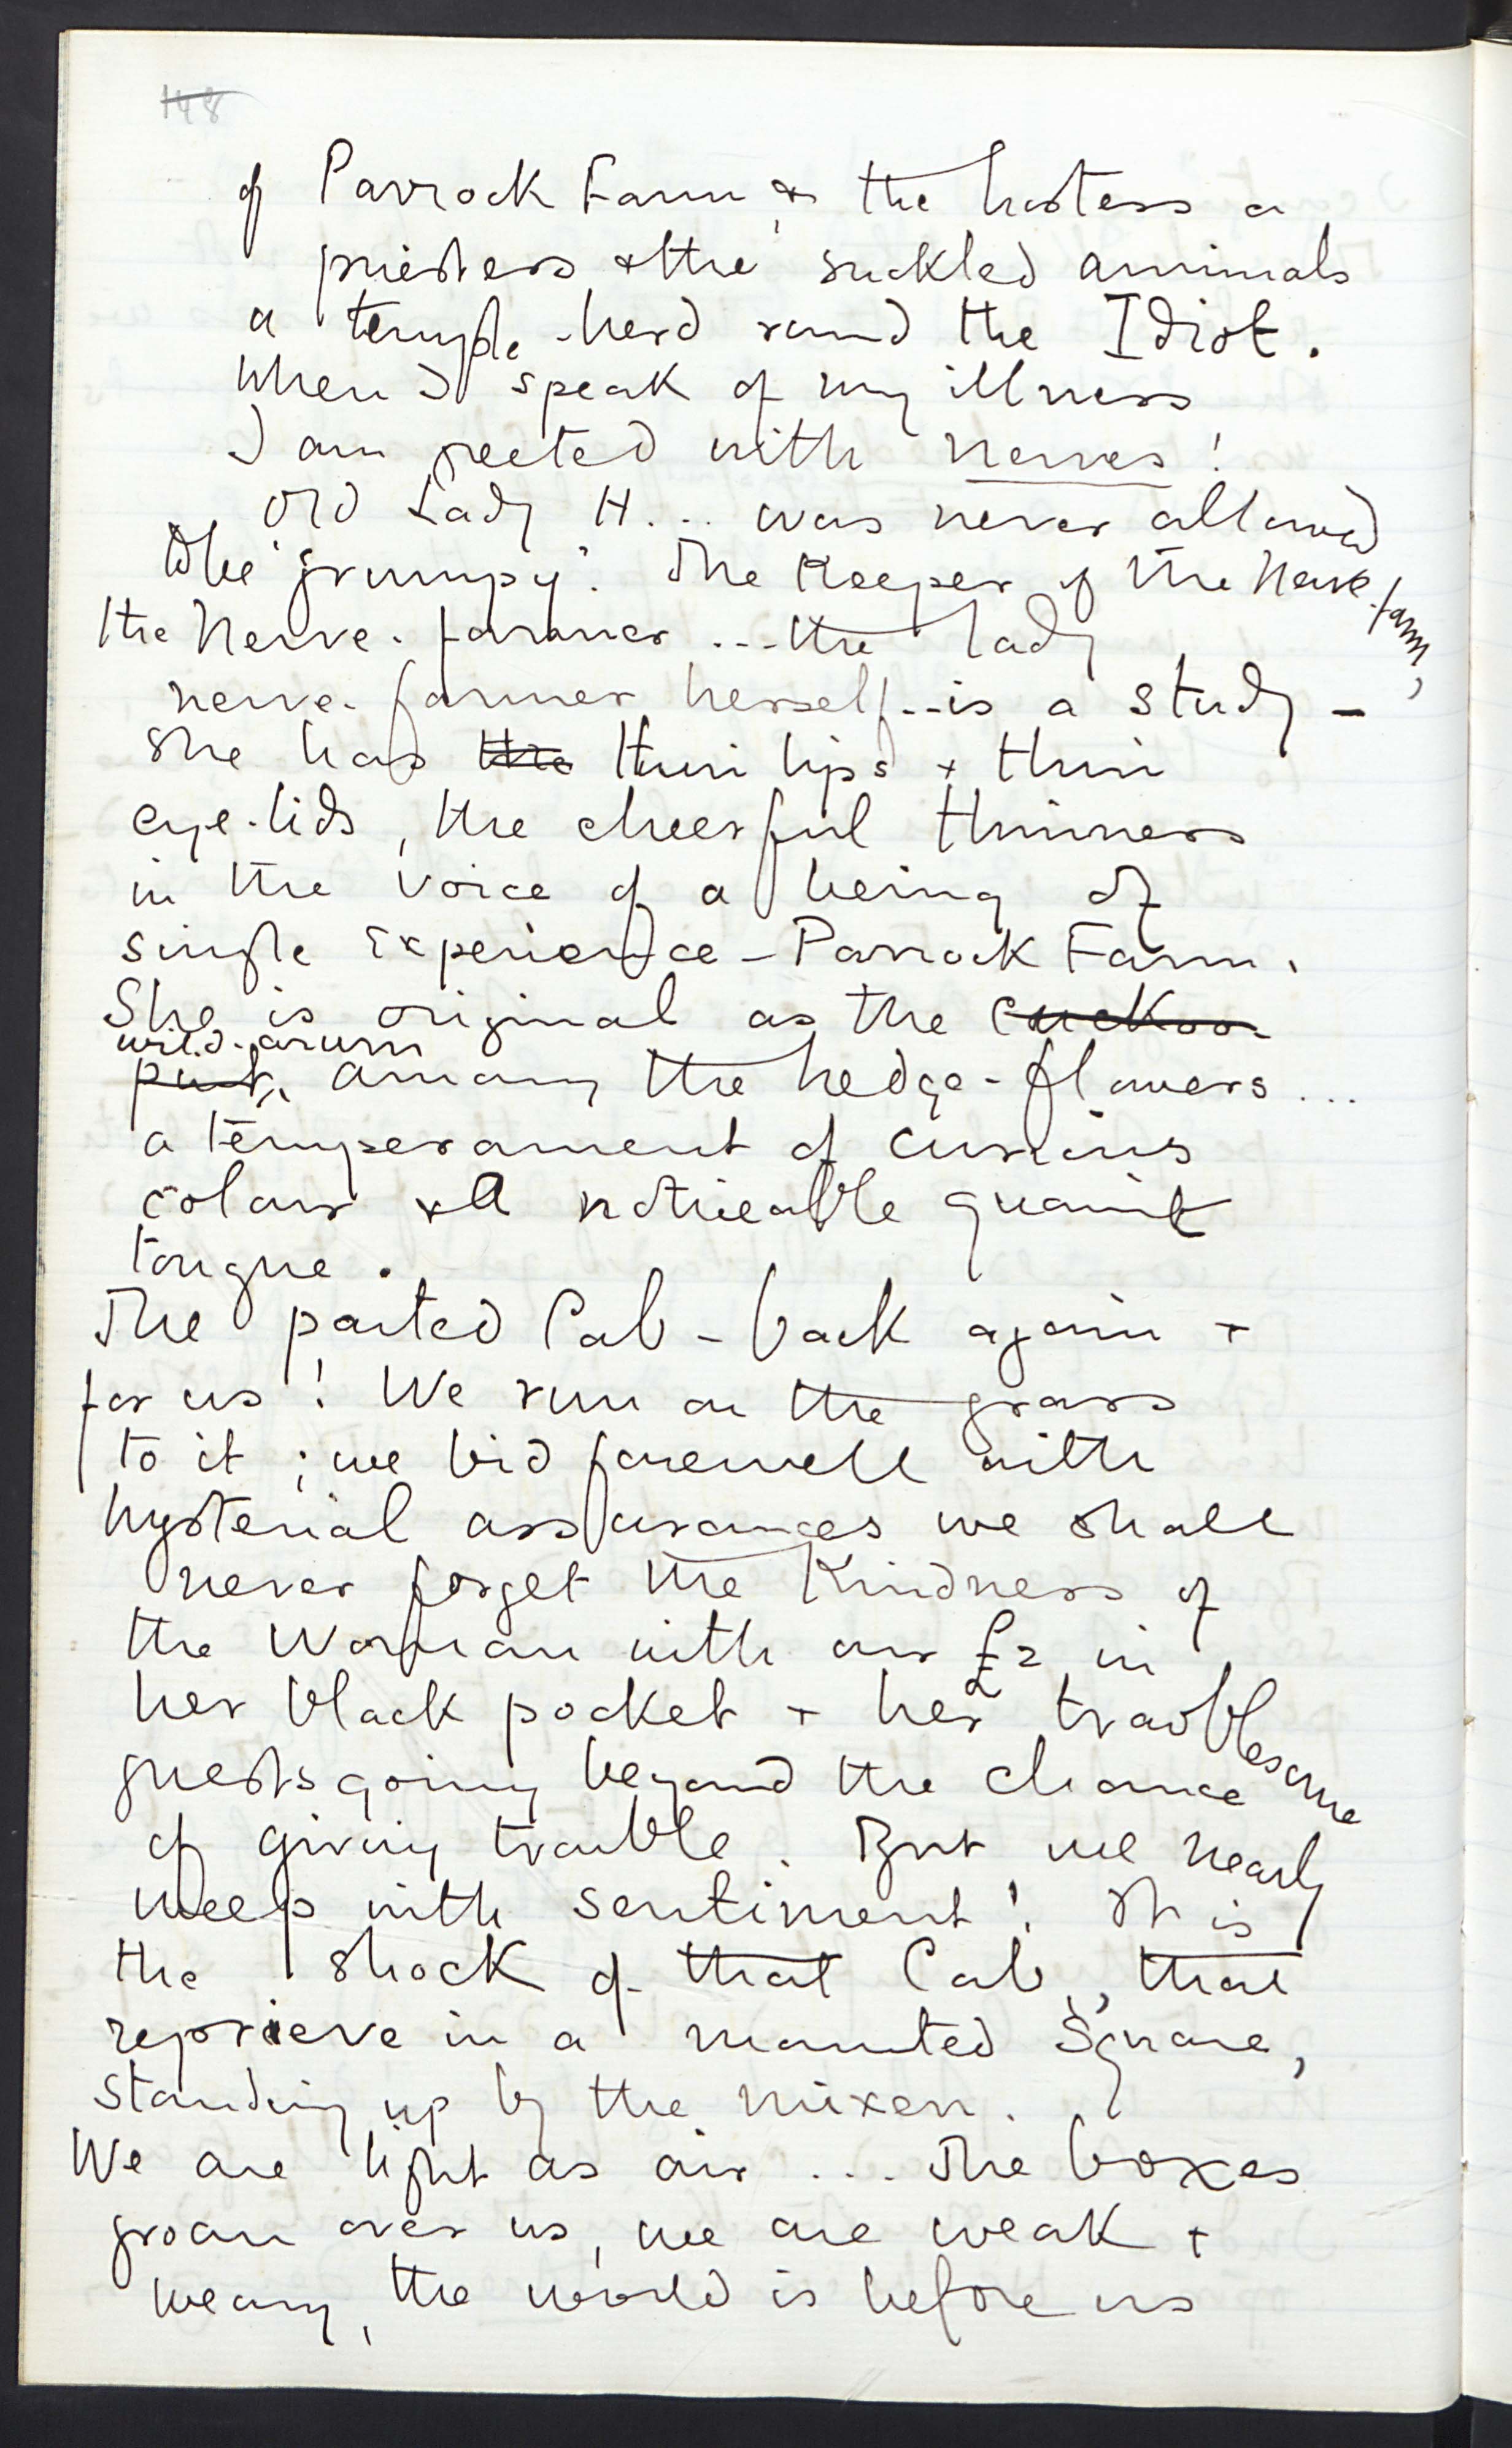 148
of Parrock Farm, & the hostess a
priestess & the suckled animals
a temple-herd round the Idiot.
When I speak of my illness
I am greeted with nerves!
Old Lady H... was never allowed
to be "grumpy". The Keeper of the Nerve-farm,
the Nerve-farmer ... the lady
nerve-farmer herself--is a study -
She has the thin lips & thin
eye-lids, the cheerful thinness
in the voice of a being of
single experience - Parrock Farm.
She is original as the cuckoo-
wild-arum
pint, among the hedge-flowers...
a temperament of curious
colour & a noticeable quaint
tongue.
The parted Cab - back again &
for us! We run on the grass
to it; we bid farewell with
hysterial assurances we shall
never forget the Kindness of
the Woman with our £2 in
her black pocket & her troublesome
guests going beyond the chance
of giving trouble. But we nearly
weep with sentiment! It is
the shock of that Cab, that
reprieve in a mounted Square,
standing up by the mixen.
We are light as air ... The boxes
groan over us, we are weak &
weary, the world is before us